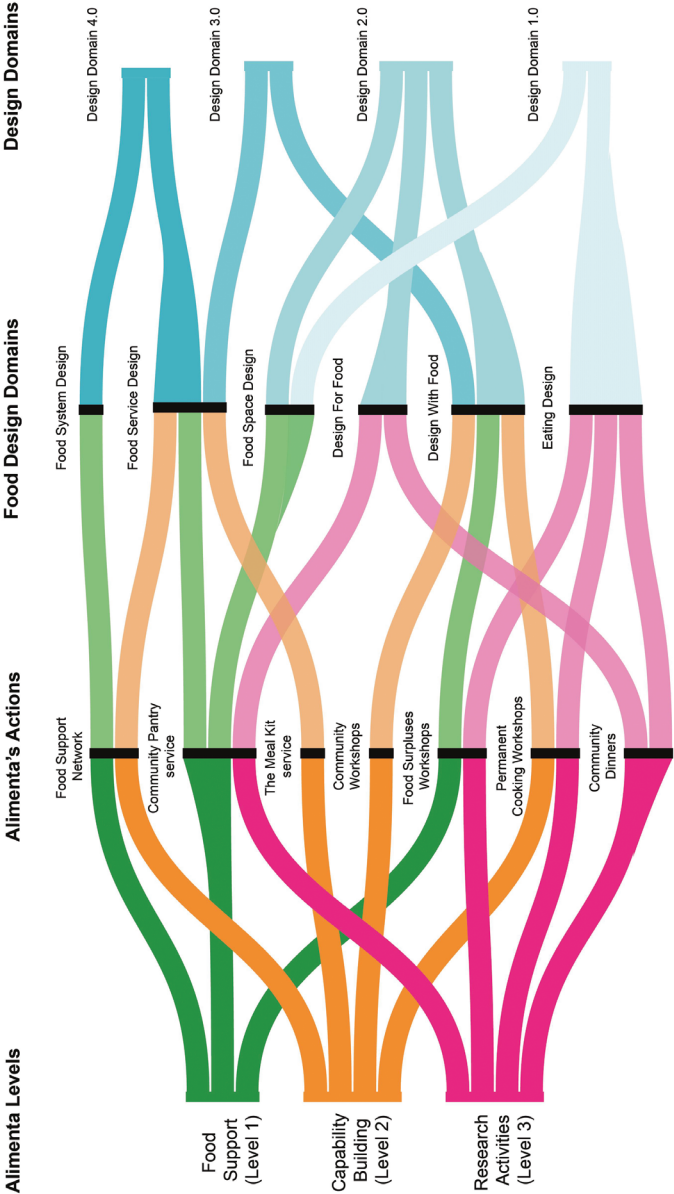 Alimenta Levels
Alimenta's Actions
Food Design Domains
Design Domains
Food
Support
(Level 1)
Capability
Building
(Level 2)
Research
Activities
(Level 3)
Food Support
Network
Community Pantry
service
The Meal Kit
service
Community
Workshops
Food Surpluses
Workshops
Permanent
Cooking Workshops
Community
Dinners
Food System Design
Food Service Design
Food Space Design
Design For Food
Design With Food
Eating Design
Design Domain 4.0
Design Domain 3.0
Design Domain 2.0
Design Domain 1.0